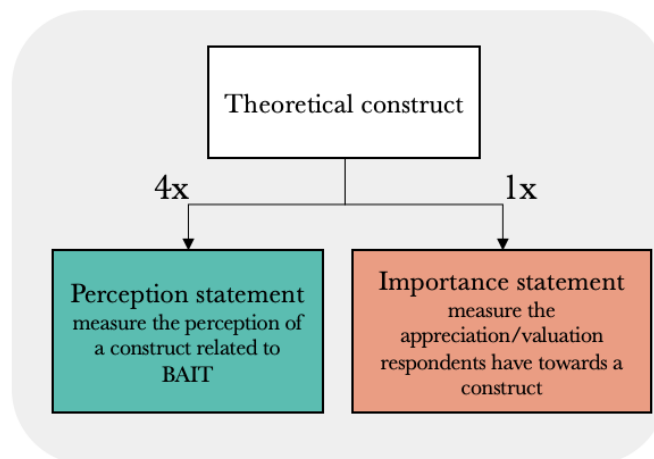 Theoretical construct
4x
1x
Perception statement
measure the perception of
a construct related to
BAIT
Importance statement
measure the
appreciation/valuation
respondents have towards a
construct